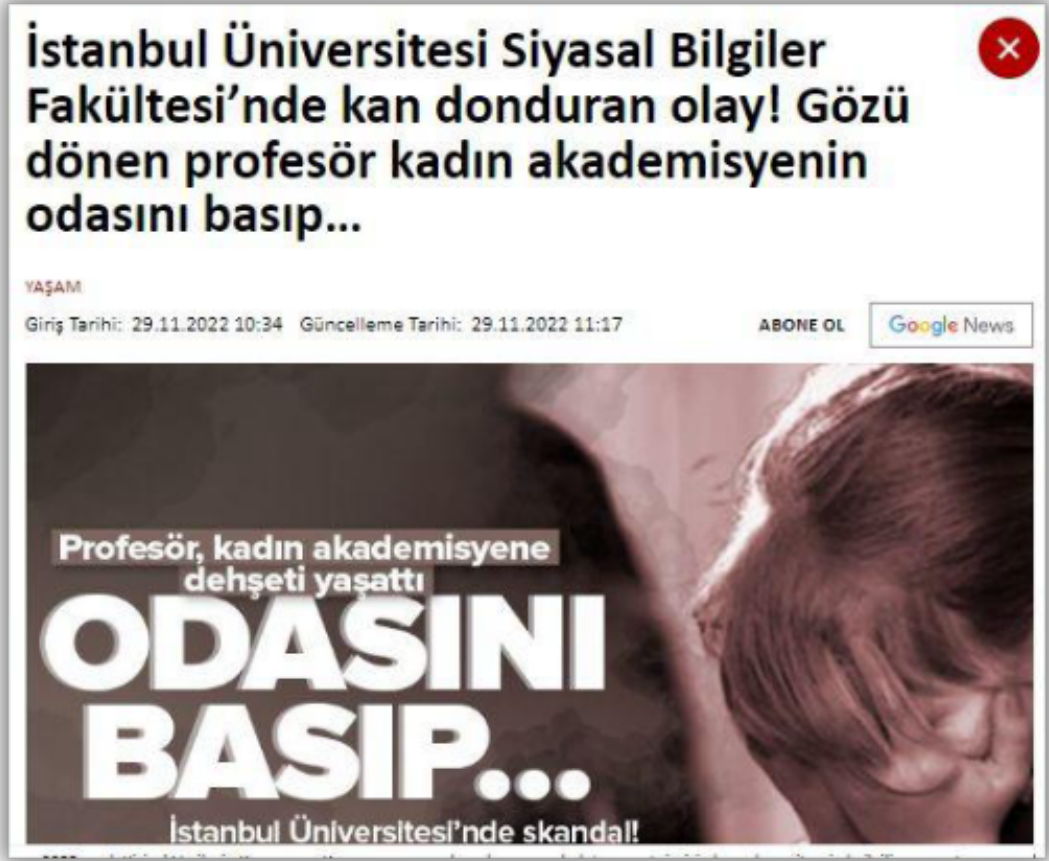 İstanbul Üniversitesi Siyasal Bilgiler
Fakültesi’nde kan donduran olay! Gözü
dönen profesör kadın akademisyenin
odasını basıp...
YAŞAM
Giriş Tarihi: 29.11.2022 10:34 Güncelleme Tarihi: 29.11.2022 11:17
ABONE OL
Google News
Profesör, kadın akademisyene
dehşeti yaşattı
ODASINI
BASIP...
İstanbul Üniversitesi’nde skandal!